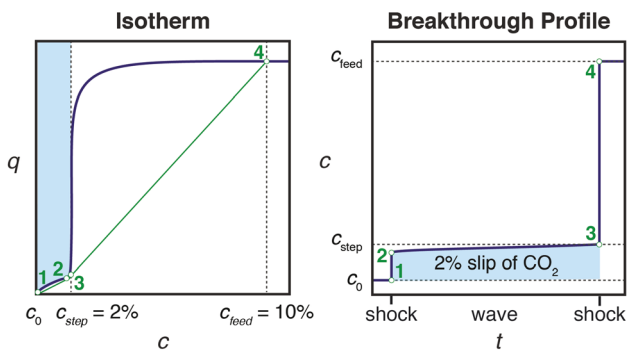 Isotherm
q
1
2
3
4
c0 cstep = 2% cfeed = 10%
c
Breakthrough Profile
cfeed
c
cstep
c0
4
3
2
1
2% slip of CO2
shock wave shock
t